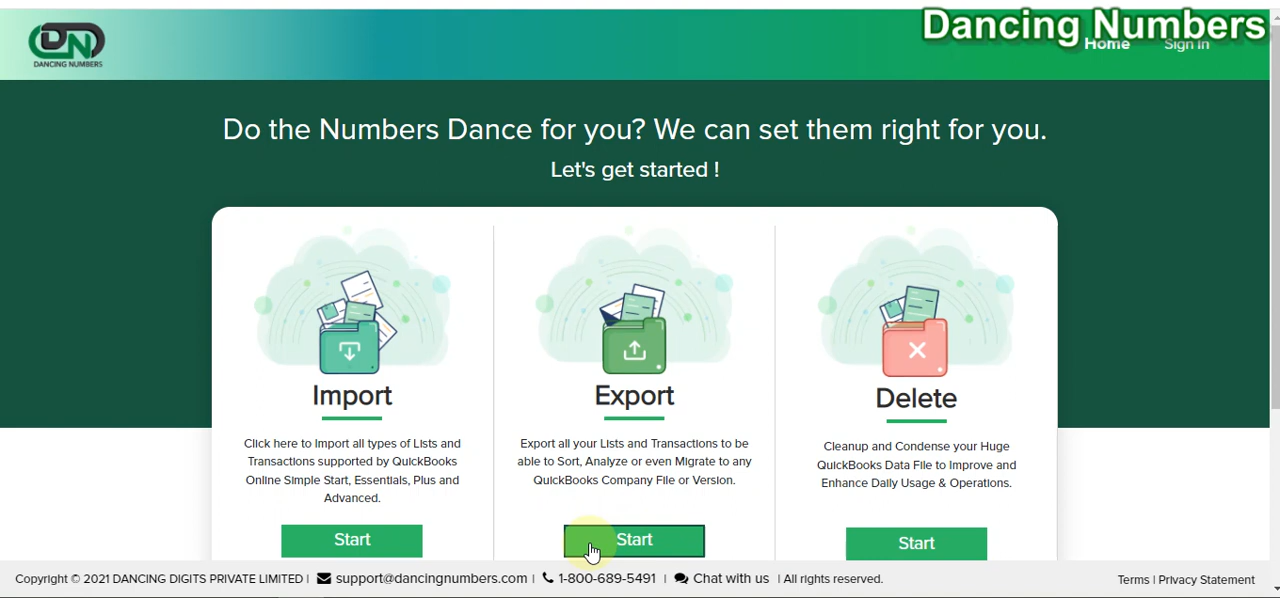 Dancing Numbers
DN
DANCING NUMBERS
Home Sign In
Do the Numbers Dance for you? We can set them right for you.
Let's get started !
Import
Click here to Import all types of Lists and
Transactions supported by QuickBooks
Online Simple Start, Essentials, Plus and
Advanced.
Start
Export
Export all your Lists and Transactions to be
able to Sort, Analyze or even Migrate to any
QuickBooks Company File or Version.
Start
Delete
Cleanup and Condense your Huge
QuickBooks Data File to Improve and
Enhance Daily Usage & Operations.
Start
Copyright © 2021 DANCING DIGITS PRIVATE LIMITED | support@dancingnumbers.com | 1-800-689-5491 | Chat with us | All rights reserved. Terms | Privacy Statement